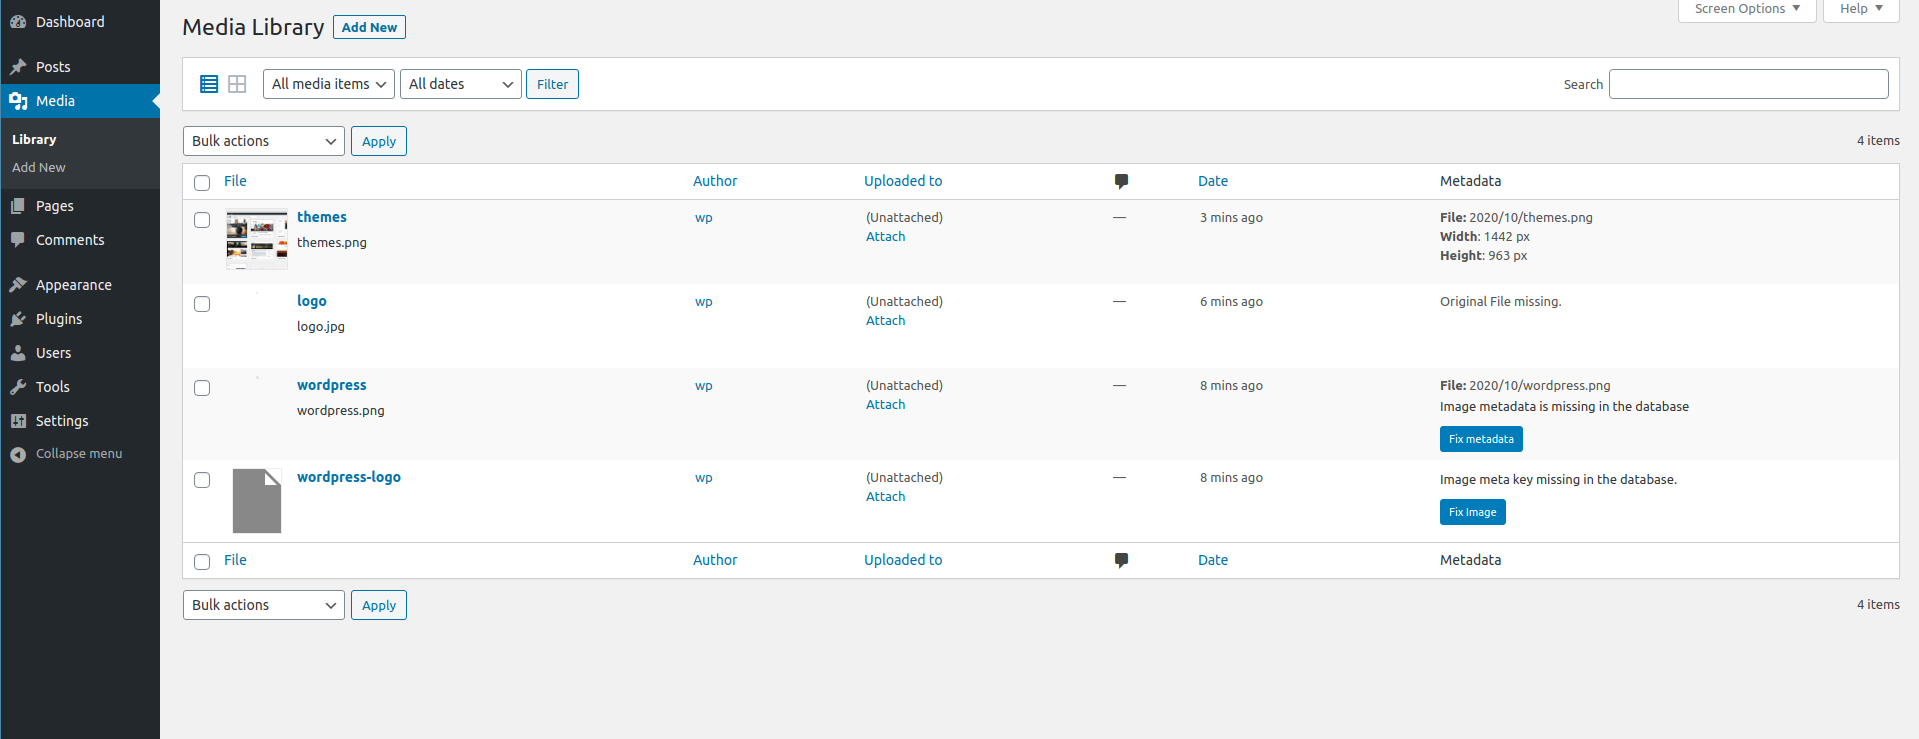 Dashboard
Posts
Media
Library
Add New
Pages
Comments
Appearance
Plugins
Users
Tools
Settings
Collapse menu
Screen Options
Help
Media Library
Add New
All media items
All dates
Filter
Search
Bulk actions
Apply
4 items
File
Author
Uploaded to
Date
Metadata
themes
themes.png
wp
(Unattached)
Attach
—
3 mins ago
File: 2020/10/themes.png
Width: 1442 px
Height: 963 px
logo
logo.jpg
wp
(Unattached)
Attach
—
6 mins ago
Original File missing.
wordpress
wordpress.png
wp
(Unattached)
Attach
—
8 mins ago
File: 2020/10/wordpress.png
Image metadata is missing in the database
Fix metadata
wordpress-logo
wp
(Unattached)
Attach
—
8 mins ago
Image meta key missing in the database.
Fix Image
File
Author
Uploaded to
Date
Metadata
Bulk actions
Apply
4 items